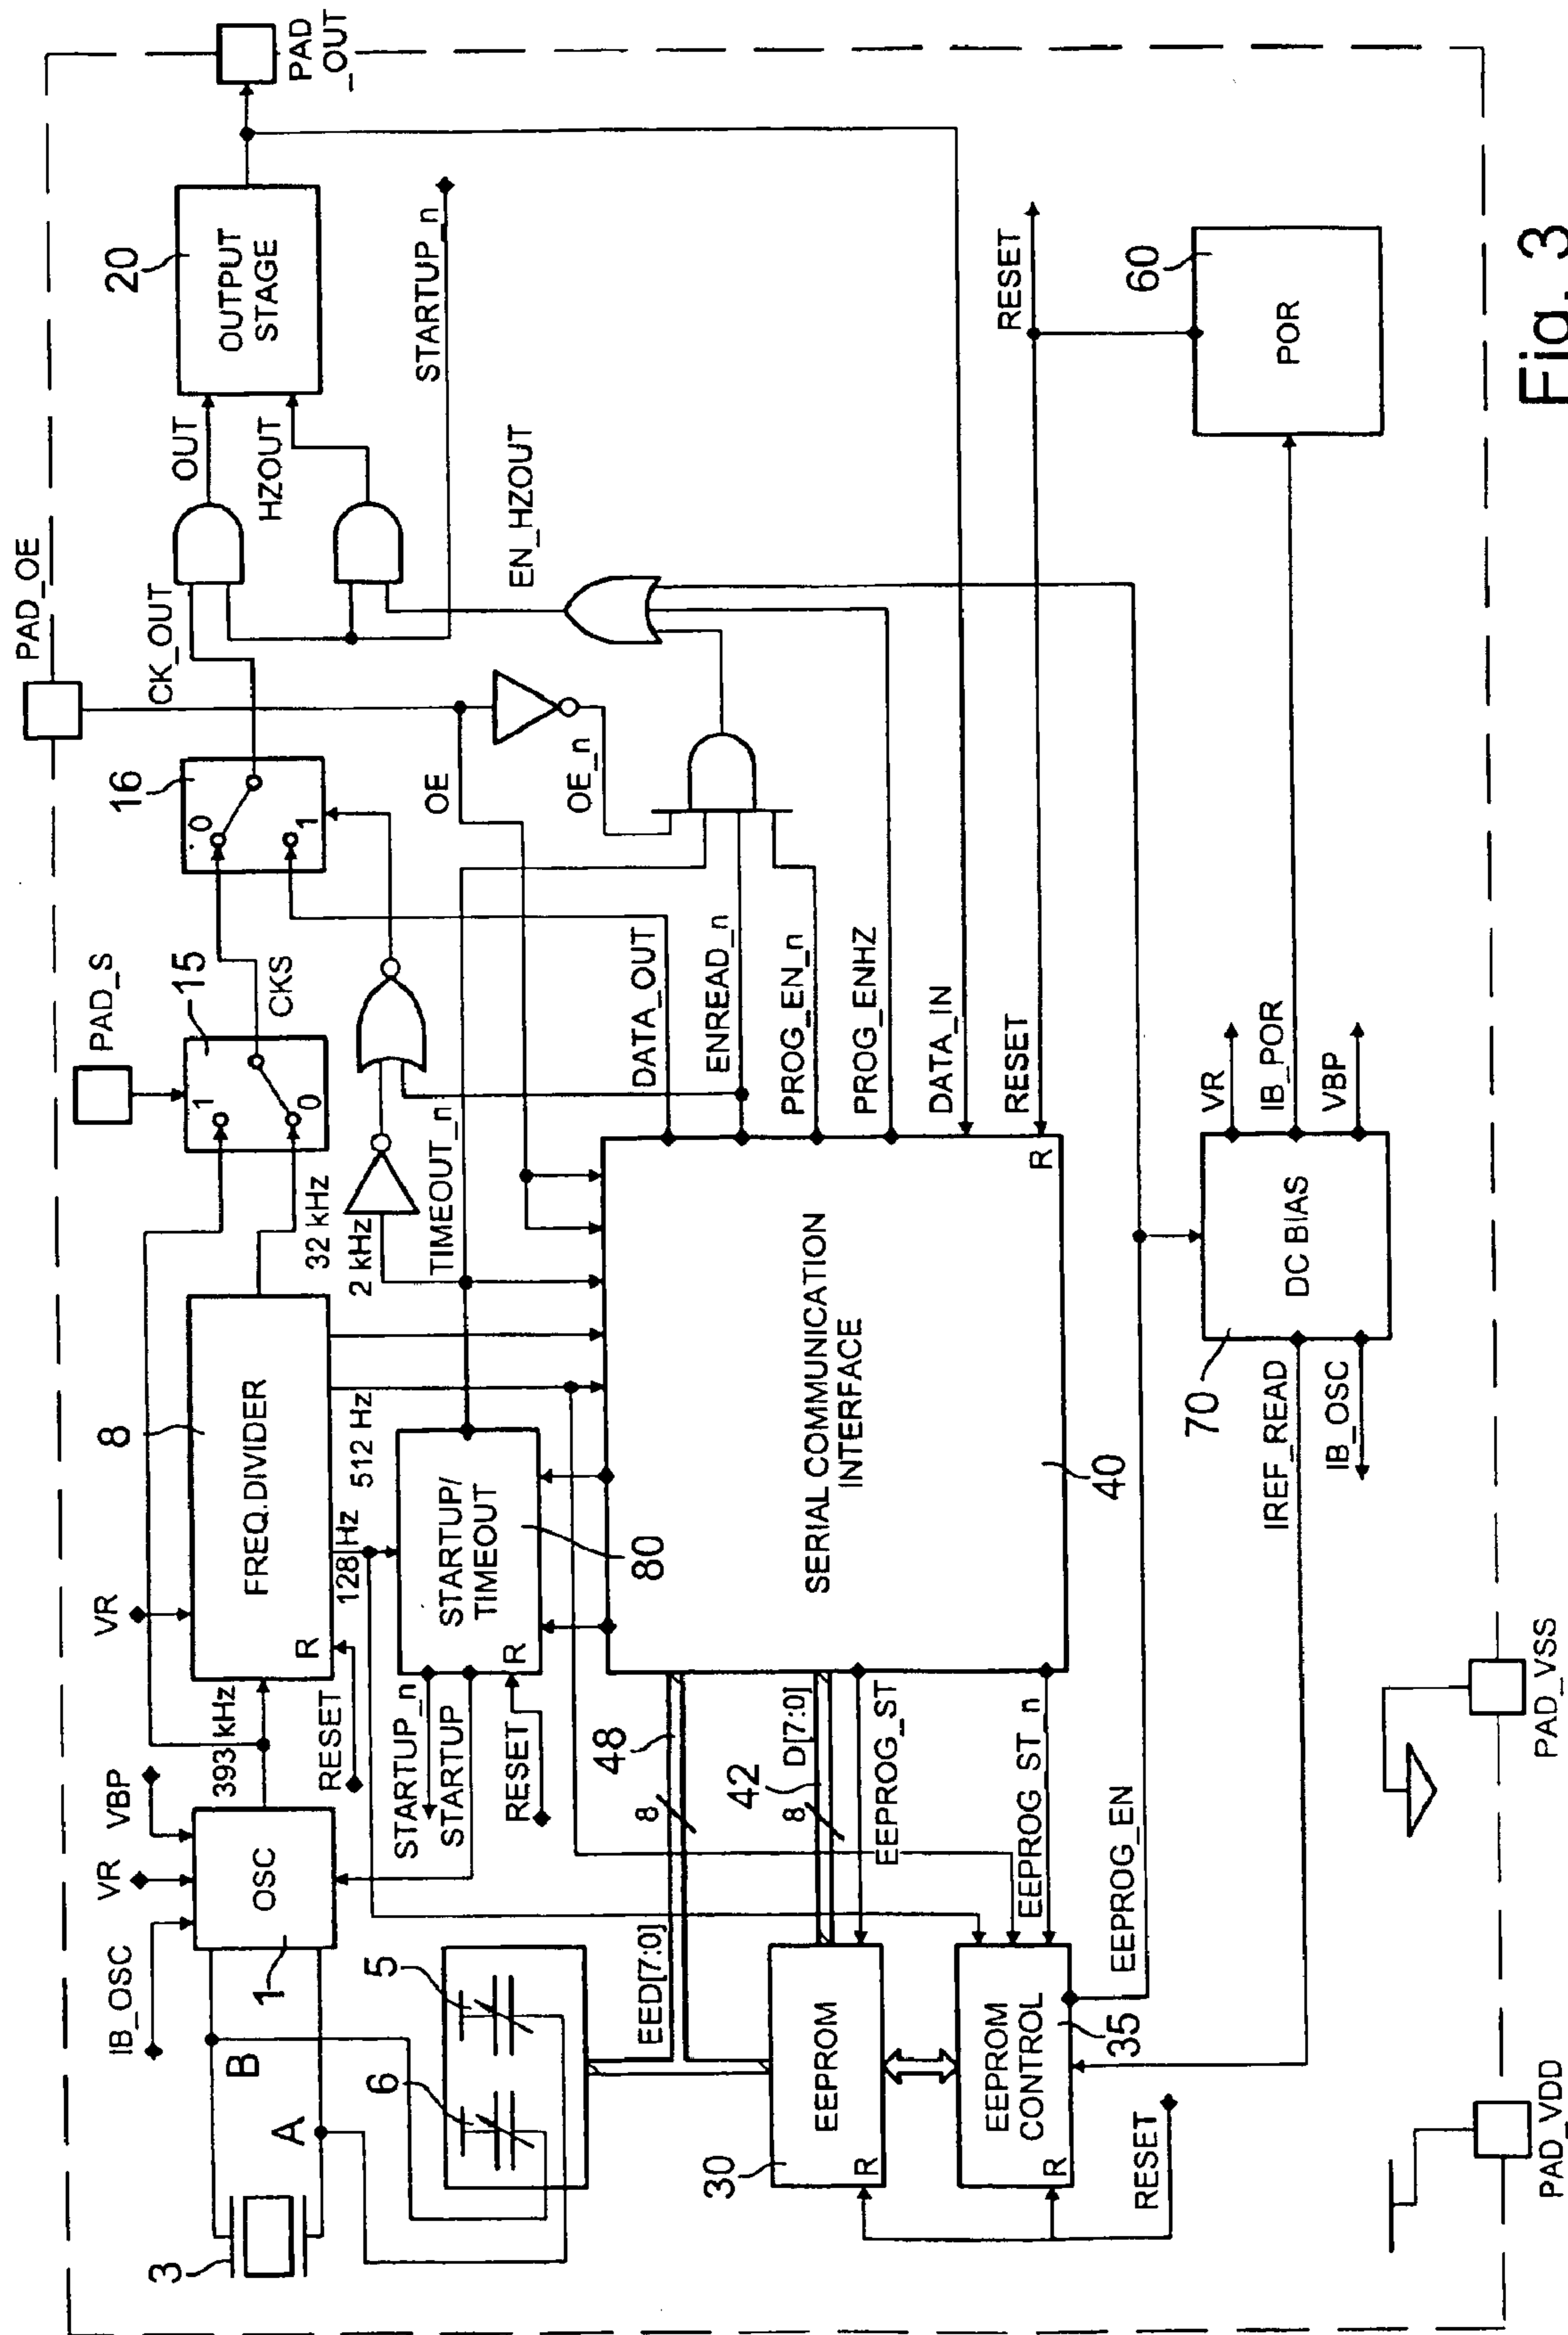 PAD_OE
PAD_S
PAD
_OUT
IB_OSC
VR
VBP
VR
8
15
16
20
3
B
A
1
OSC
393 kHz
FREQ.DIVIDER
R
RESET
32 kHz
1
0
CKS
0
1
CK_OUT
OUT
HZOUT
OUTPUT
STAGE
STARTUP_n
128 Hz
512 Hz
2 kHz
TIMEOUT_n
OE
OE_n
EN_HZOUT
STARTUP_n
STARTUP
RESET
R
STARTUP/
TIMEOUT
80
5
6
EED[7:0]
8
48
42
8
D[7:0]
DATA_OUT
ENREAD_n
PROG_EN_n
PROG_ENHZ
DATA_IN
RESET
R
SERIAL COMMUNICATION
INTERFACE
40
30
EEPROM
R
EEPROG_ST
EEPROM
CONTROL
R
35
EEPROG ST_n
EEPROG_EN
RESET
RESET
60
POR
IREF_READ
IB_OSC
70
DC BIAS
VR
IB_POR
VBP
PAD_VDD
PAD_VSS
Fig. 3